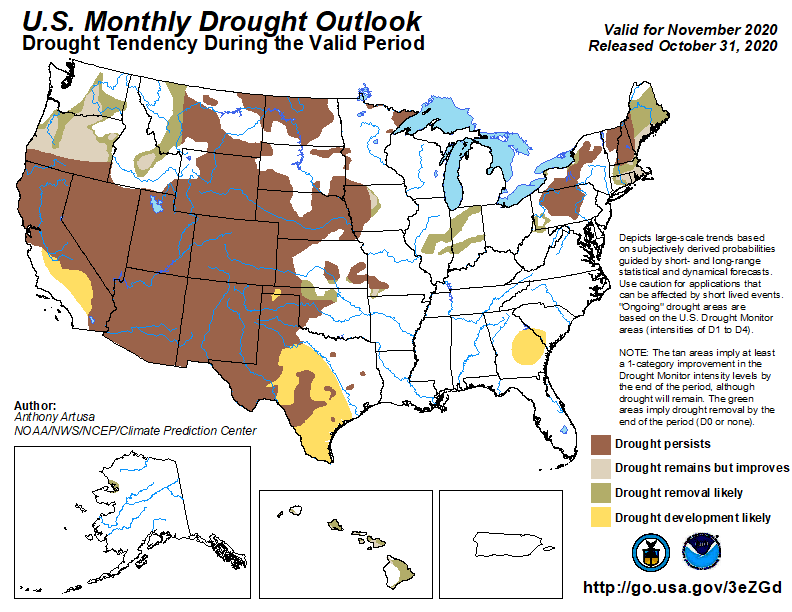 U.S. Monthly Drought Outlook
Drought Tendency During the Valid Period
Valid for November 2020
Released October 31, 2020
Depicts large-scale trends based
on subjectively derived probabilities
guided by short- and long-range
statistical and dynamical forecasts.
Use caution for applications that
can be affected by short lived events.
"Ongoing" drought areas are
based on the U.S. Drought Monitor
areas (intensities of D1 to D4).
NOTE: The tan areas imply at least
a 1-category improvement in the
Drought Monitor intensity levels by
the end of the period, although
drought will remain. The green
areas imply drought removal by the
end of the period (D0 or none).
Author:
Anthony Artusa
NOAA/NWS/NCEP/Climate Prediction Center
Drought persists
Drought remains but improves
Drought removal likely
Drought development likely
http://go.usa.gov/3eZGd